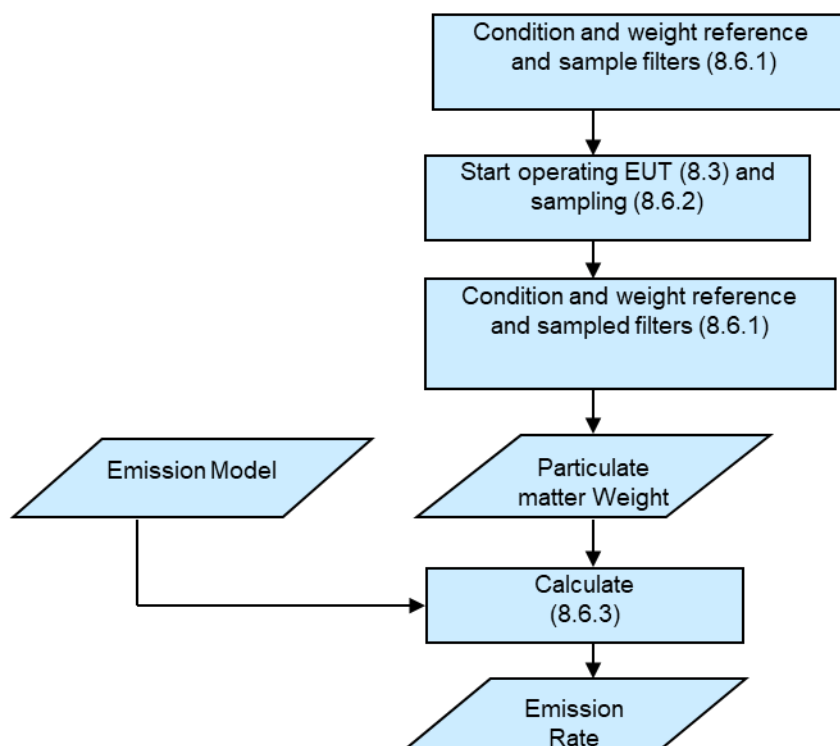 Condition and weight reference
and sample filters (8.6.1)
Start operating EUT (8.3) and
sampling (8.6.2)
Condition and weight reference
and sampled filters (8.6.1)
Emission Model
Particulate
matter Weight
Calculate
(8.6.3)
Emission
Rate